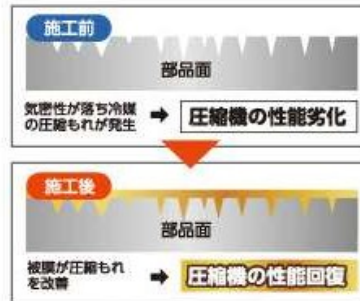 施工前
部品面
気密性が落ち冷媒
の圧縮もれが発生
➡ 圧縮機の性能劣化
施工後
部品面
被膜が圧縮もれ
を改善
➡ 圧縮機の性能回復